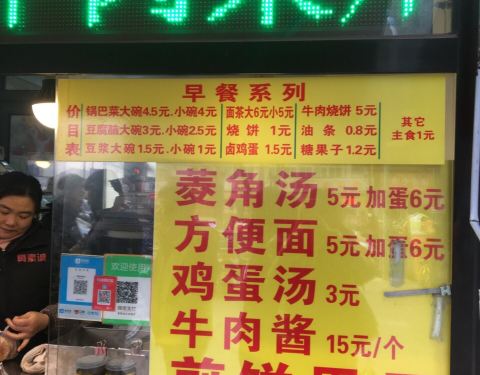 早餐系列
价目表
锅巴菜大碗4.5元.小碗4元 面茶大6元小5元 牛肉烧饼 5元
豆腐脑大碗3元.小碗2.5元 烧饼 1元 油条 0.8元
豆浆大碗1.5元.小碗1元 卤鸡蛋 1.5元 糖果子1.2元
其它
主食1元
菱角汤 5元 加蛋6元
方便面 5元 加蛋6元
鸡蛋汤 3元
牛肉酱 15元/个
欢迎光临